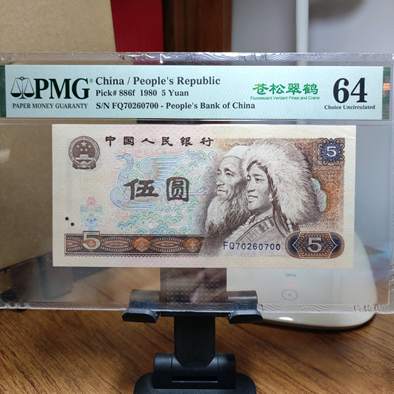 PMG
PAPER MONEY GUARANTY
China / People's Republic
Pick# 886f 1980 5 Yuan
S/N FQ70260700 - People's Bank of China
苍松翠鹤
Fluorescent Verdant Pines and Crane
64
Choice Uncirculated
中国人民银行
5
伍圆
5
FQ70260700
5